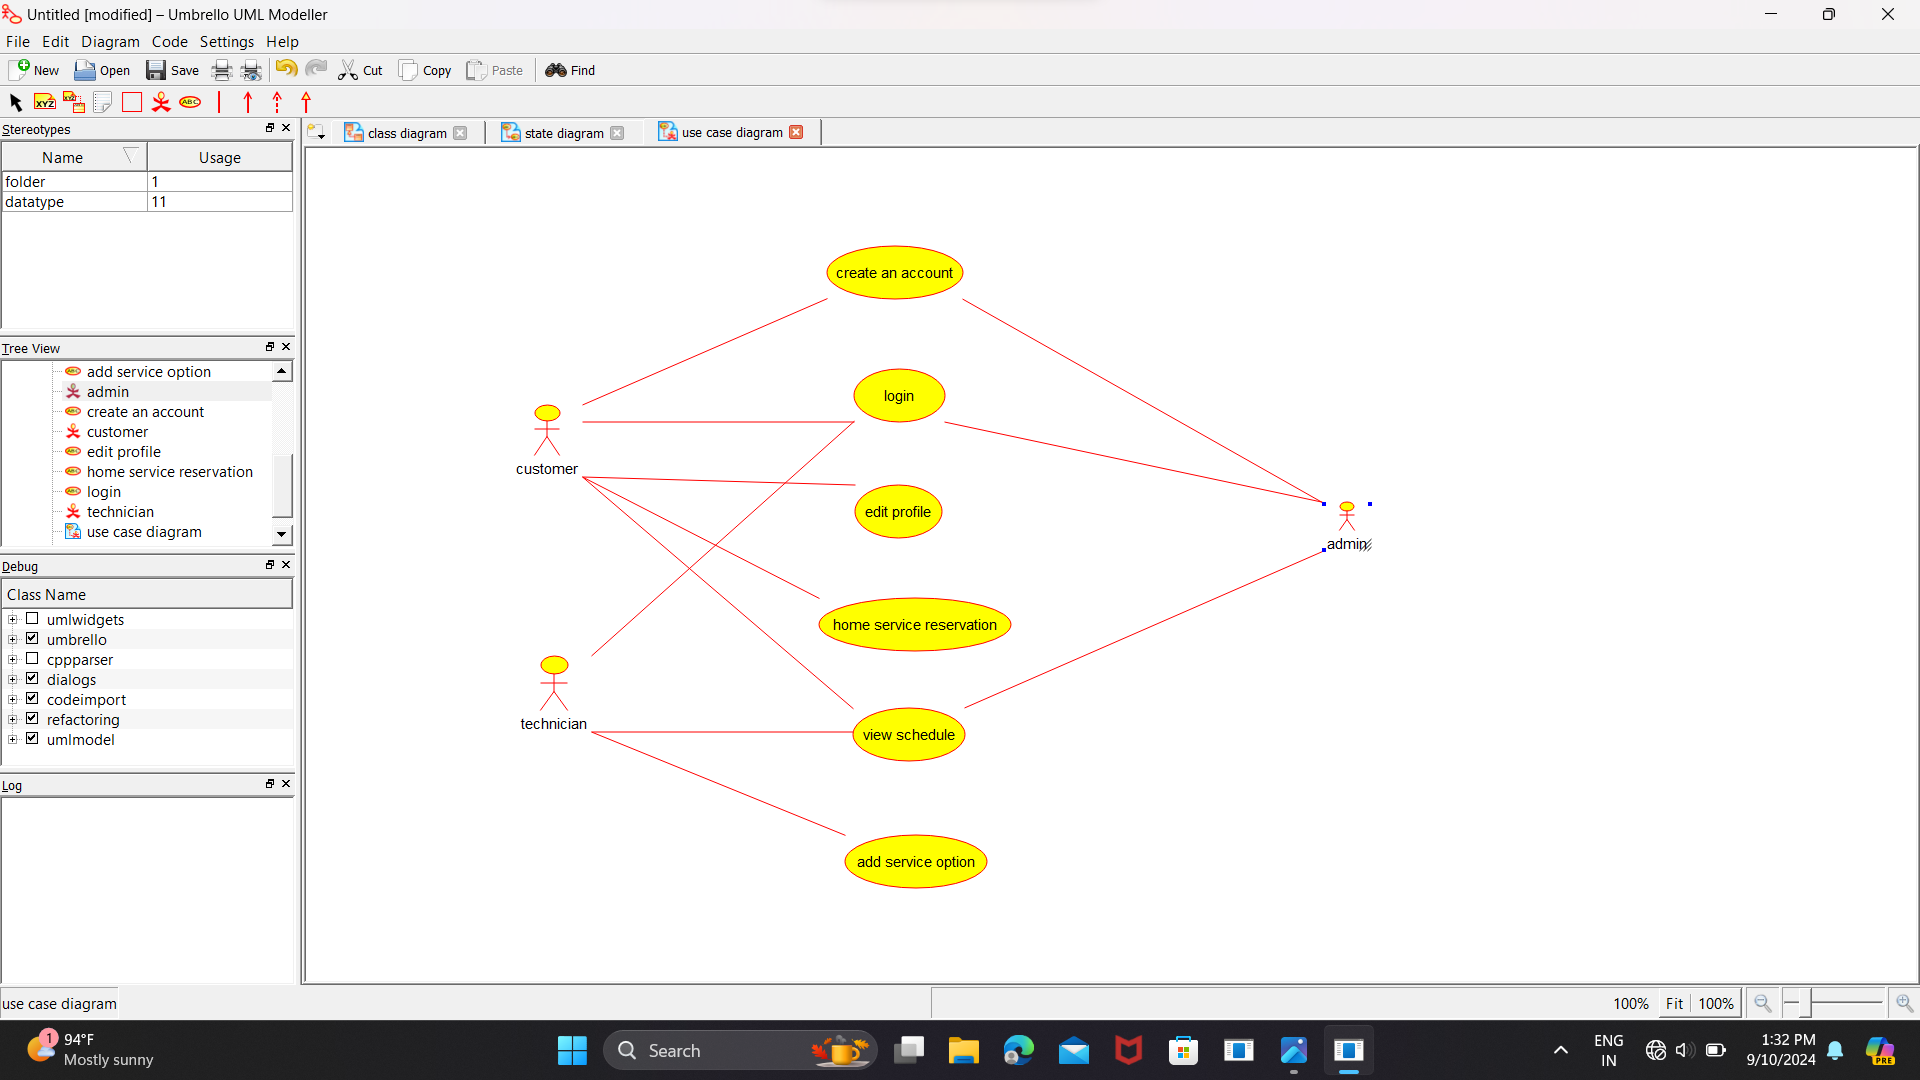 Untitled [modified] – Umbrello UML Modeller
File Edit Diagram Code Settings Help
New Open Save Cut Copy Paste Find
XYZ XYZ ABC
Stereotypes
Name Usage
folder 1
datatype 11
Tree View
add service option
admin
create an account
customer
edit profile
home service reservation
login
technician
use case diagram
Debug
Class Name
umlwidgets
umbrello
cppparser
dialogs
codeimport
refactoring
umlmodel
Log
class diagram state diagram use case diagram
create an account
login
customer
edit profile
admin
home service reservation
technician
view schedule
add service option
use case diagram
100% Fit 100%
1
94°F
Mostly sunny
Search
ENG
IN
1:32 PM
9/10/2024
PRE